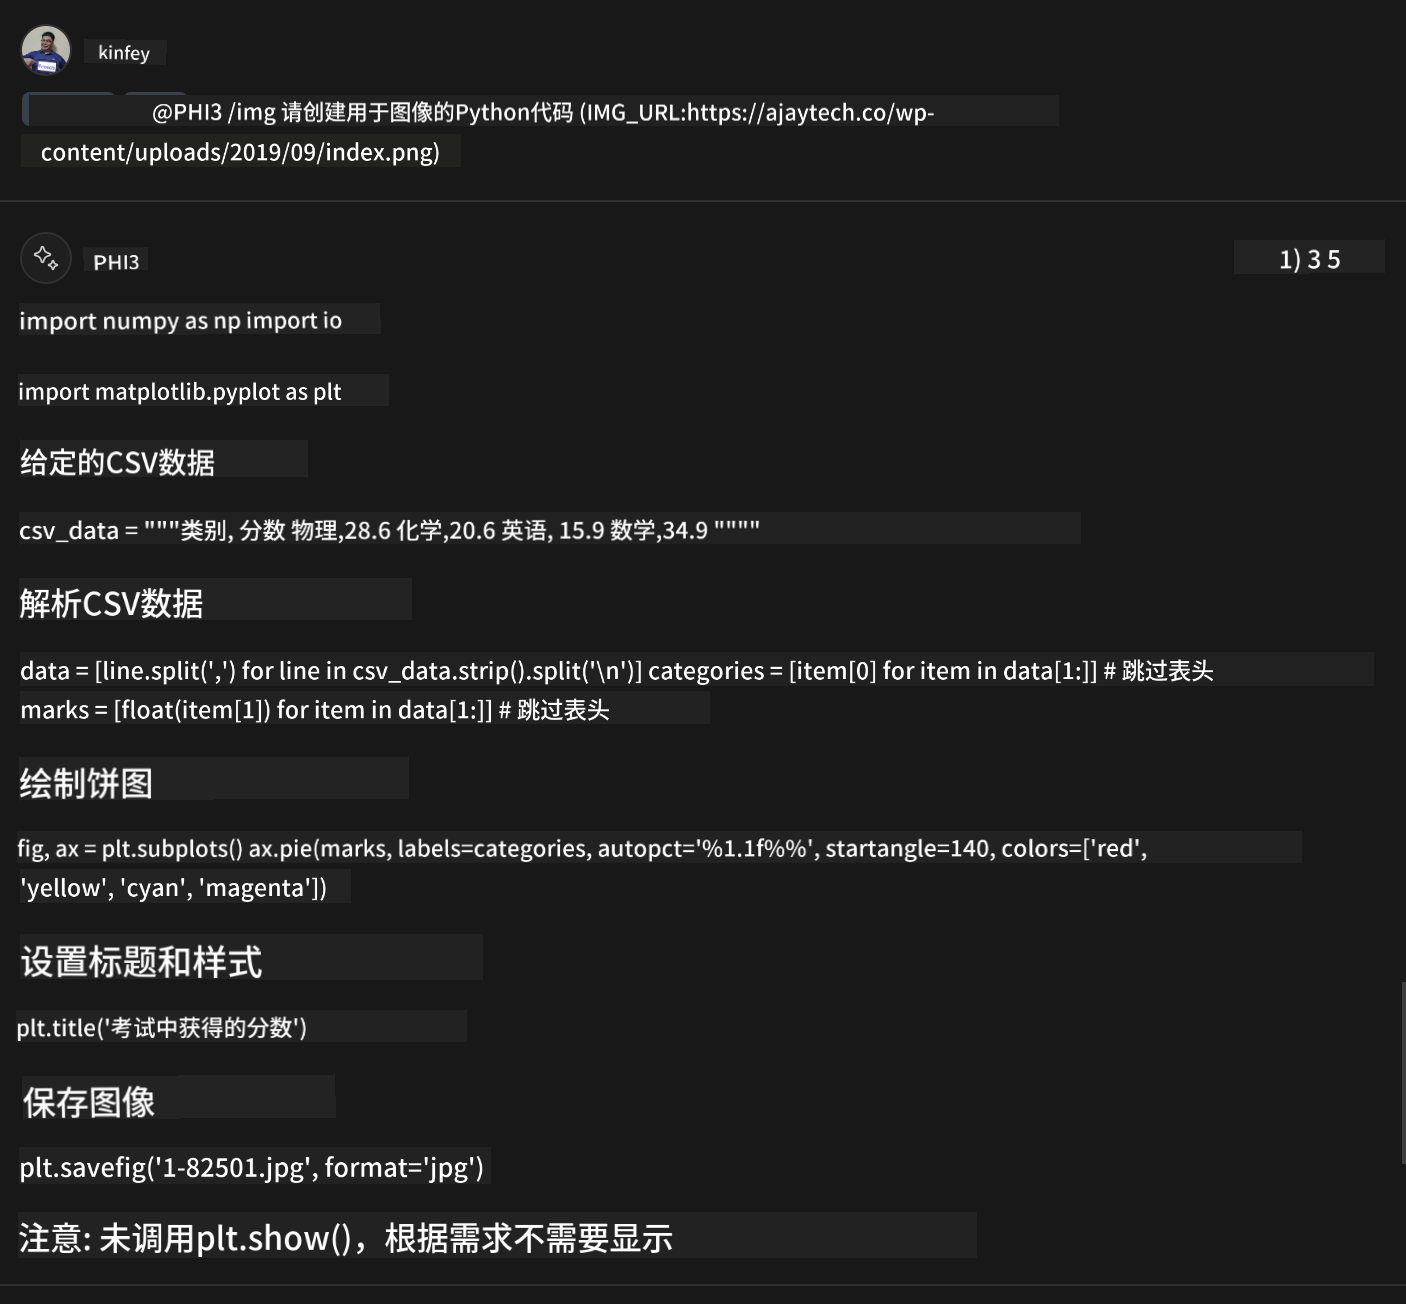 kinfey
@PHI3 /img 请创建用于图像的Python代码 (IMG_URL:https://ajaytech.co/wp-
content/uploads/2019/09/index.png)
PHI3
1) 3 5
import numpy as np import io
import matplotlib.pyplot as plt
给定的CSV数据
csv_data = """类别, 分数 物理,28.6 化学,20.6 英语, 15.9 数学,34.9 """"
解析CSV数据
data = [line.split(',') for line in csv_data.strip().split('\n')] categories = [item[0] for item in data[1:]] # 跳过表头
marks = [float(item[1]) for item in data[1:]] # 跳过表头
绘制饼图
fig, ax = plt.subplots() ax.pie(marks, labels=categories, autopct='%1.1f%%', startangle=140, colors=['red',
'yellow', 'cyan', 'magenta'])
设置标题和样式
plt.title('考试中获得的分数')
保存图像
plt.savefig('1-82501.jpg', format='jpg')
注意: 未调用plt.show()，根据需求不需要显示